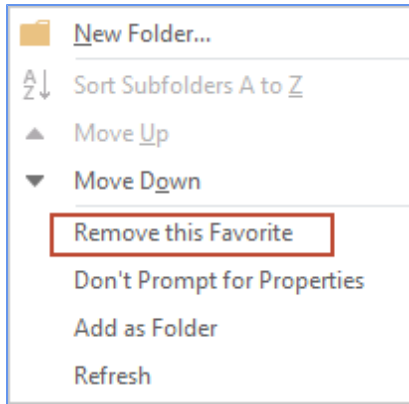 New Folder...
A
Z
Sort Subfolders A to Z
Move Up
Move Down
Remove this Favorite
Don't Prompt for Properties
Add as Folder
Refresh